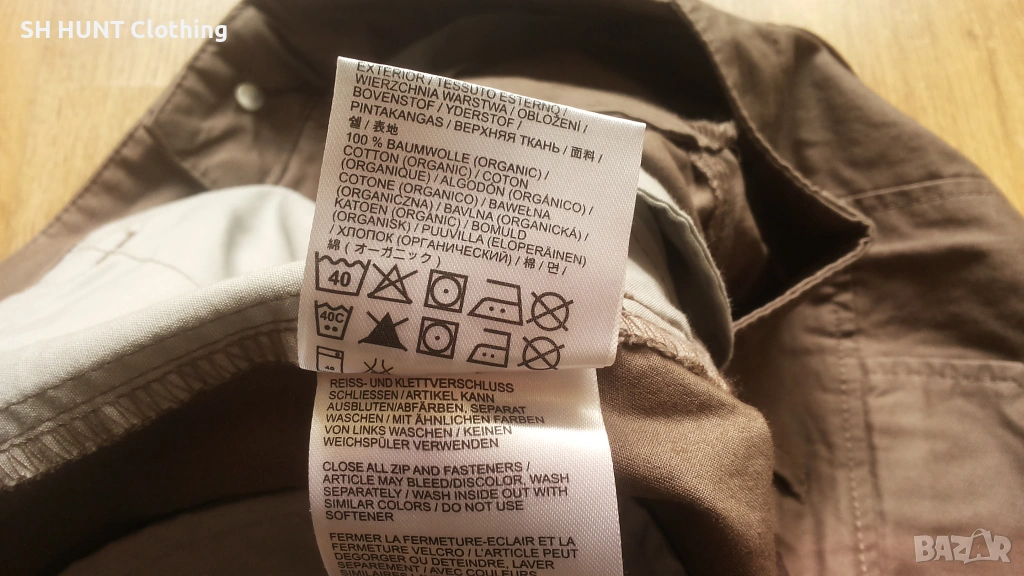 SH HUNT Clothing
EXTERIOR / TESSUTO ESTERNO /
WIERZCHNIA WARSTWA / OBLOŽENI /
BOVENSTOF / YDERSTOF /
PINTAKANGAS / ВЕРХНЯЯ ТКАНЬ / 面料 /
쉘 / 表地
100 % BAUMWOLLE (ORGANIC) /
COTTON (ORGANIC) / COTON
(ORGANIQUE) / ALGODÓN (ORGÁNICO) /
COTONE (ORGANICO) / BAWEŁNA
(ORGANICZNA) / BAVLNA (ORGANICKÁ) /
KATOEN (ORGANIC) / BOMULD
(ORGANISK) / PUUVILLA (ELOPERÄINEN)
/ ХЛОПОК (ОРГАНИЧЕСКИЙ) / 棉 / 면 /
綿 ( オーガニック )
40
40C
REISS- UND KLETTVERSCHLUSS
SCHLIESSEN / ARTIKEL KANN
AUSBLUTEN/ABFÄRBEN, SEPARAT
WASCHEN / MIT ÄHNLICHEN FARBEN
VON LINKS WASCHEN / KEINEN
WEICHSPÜLER VERWENDEN
CLOSE ALL ZIP AND FASTENERS /
ARTICLE MAY BLEED/DISCOLOR, WASH
SEPARATELY / WASH INSIDE OUT WITH
SIMILAR COLORS / DO NOT USE
SOFTENER
FERMER LA FERMETURE-ECLAIR ET LA
FERMETURE VELCRO / L'ARTICLE PEUT
DEGORGER OU DETEINDRE, LAVER
SEPAREMENT / AVEC COULEURS
BAZAR